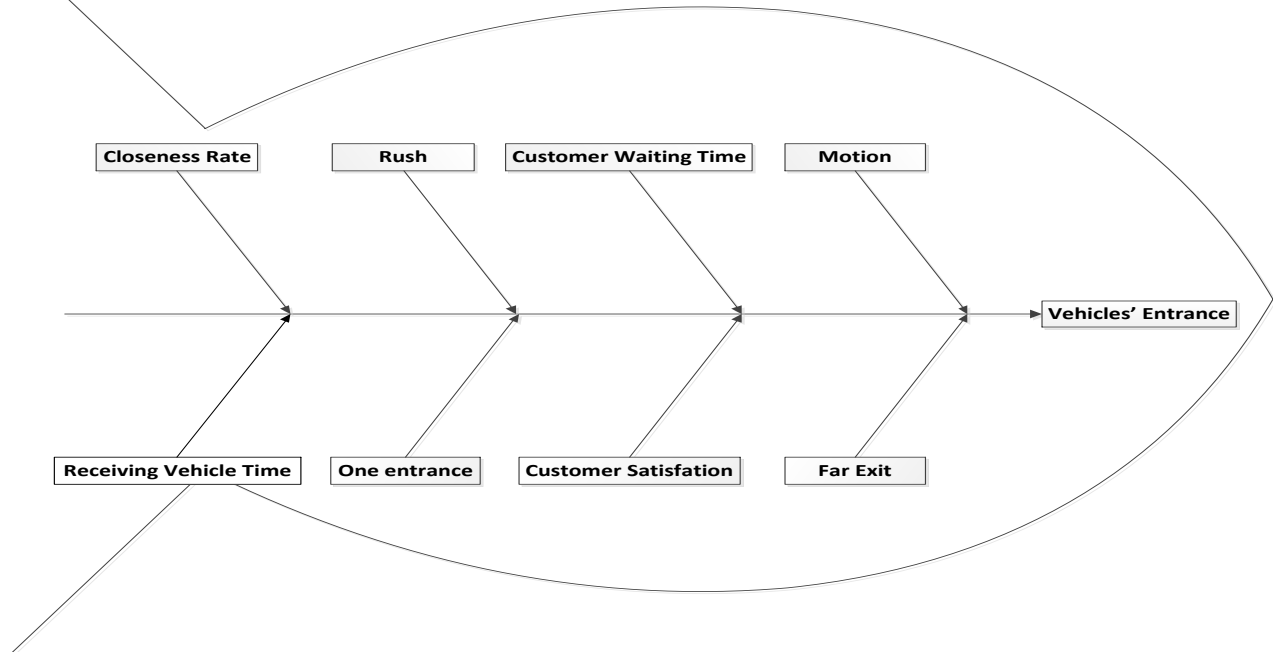 Closeness Rate
Rush
Customer Waiting Time
Motion
Vehicles’ Entrance
Receiving Vehicle Time
One entrance
Customer Satisfation
Far Exit